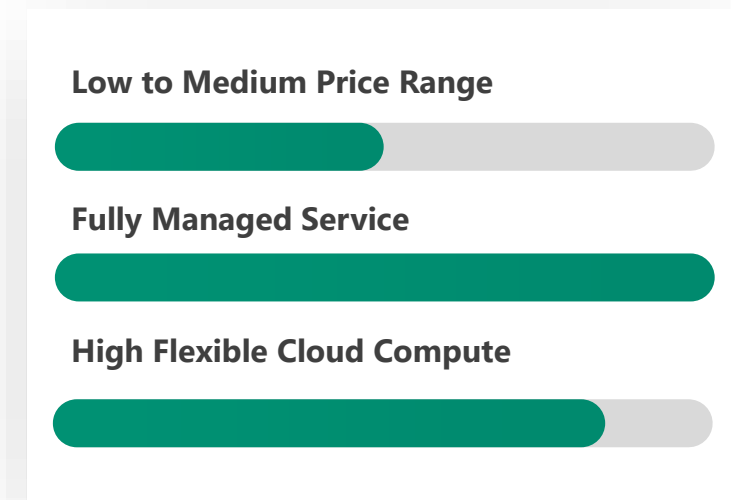 Low to Medium Price Range
Fully Managed Service
High Flexible Cloud Compute